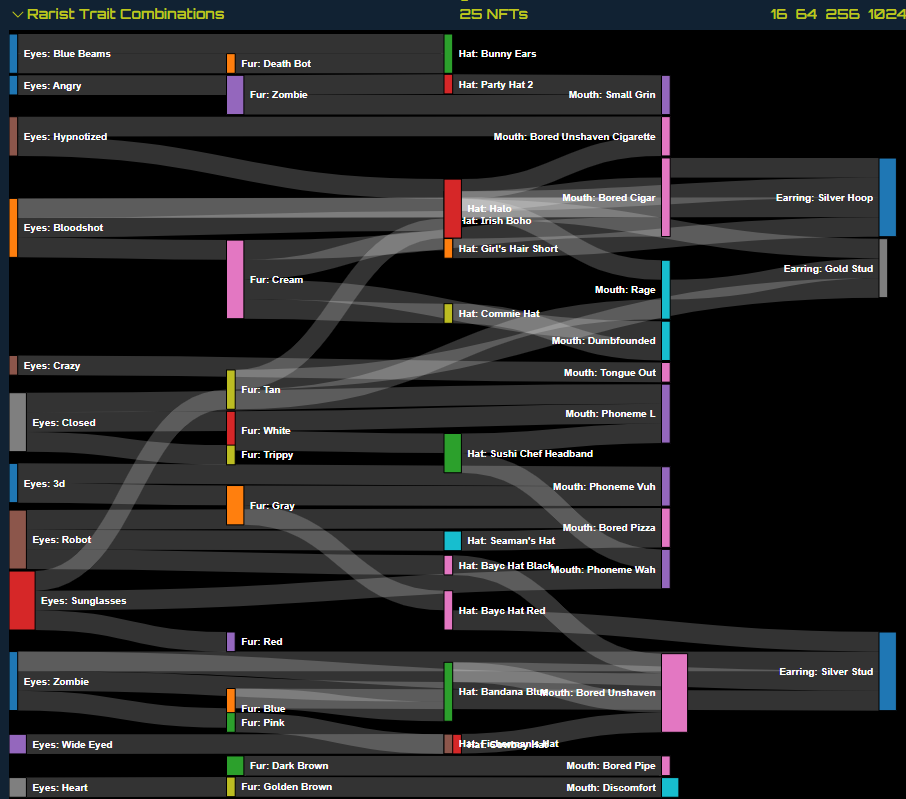 Rarist Trait Combinations
25 NFTs
16 64 256 1024
Eyes: Blue Beams
Hat: Bunny Ears
Fur: Death Bot
Eyes: Angry
Hat: Party Hat 2
Fur: Zombie
Mouth: Small Grin
Eyes: Hypnotized
Mouth: Bored Unshaven Cigarette
Mouth: Bored Cigar
Earring: Silver Hoop
Hat: Halo
Hat: Irish Boho
Eyes: Bloodshot
Hat: Girl's Hair Short
Earring: Gold Stud
Fur: Cream
Mouth: Rage
Hat: Commie Hat
Mouth: Dumbfounded
Eyes: Crazy
Mouth: Tongue Out
Fur: Tan
Mouth: Phoneme L
Eyes: Closed
Fur: White
Fur: Trippy
Hat: Sushi Chef Headband
Eyes: 3d
Mouth: Phoneme Vuh
Fur: Gray
Mouth: Bored Pizza
Eyes: Robot
Hat: Seaman's Hat
Hat: Bayc Hat Black
Mouth: Phoneme Wah
Eyes: Sunglasses
Hat: Bayc Hat Red
Fur: Red
Earring: Silver Stud
Eyes: Zombie
Hat: Bandana Blue
Mouth: Bored Unshaven
Fur: Blue
Fur: Pink
Eyes: Wide Eyed
Hat: Fisherman's Hat
Hat: Cowboy Hat
Fur: Dark Brown
Mouth: Bored Pipe
Eyes: Heart
Fur: Golden Brown
Mouth: Discomfort